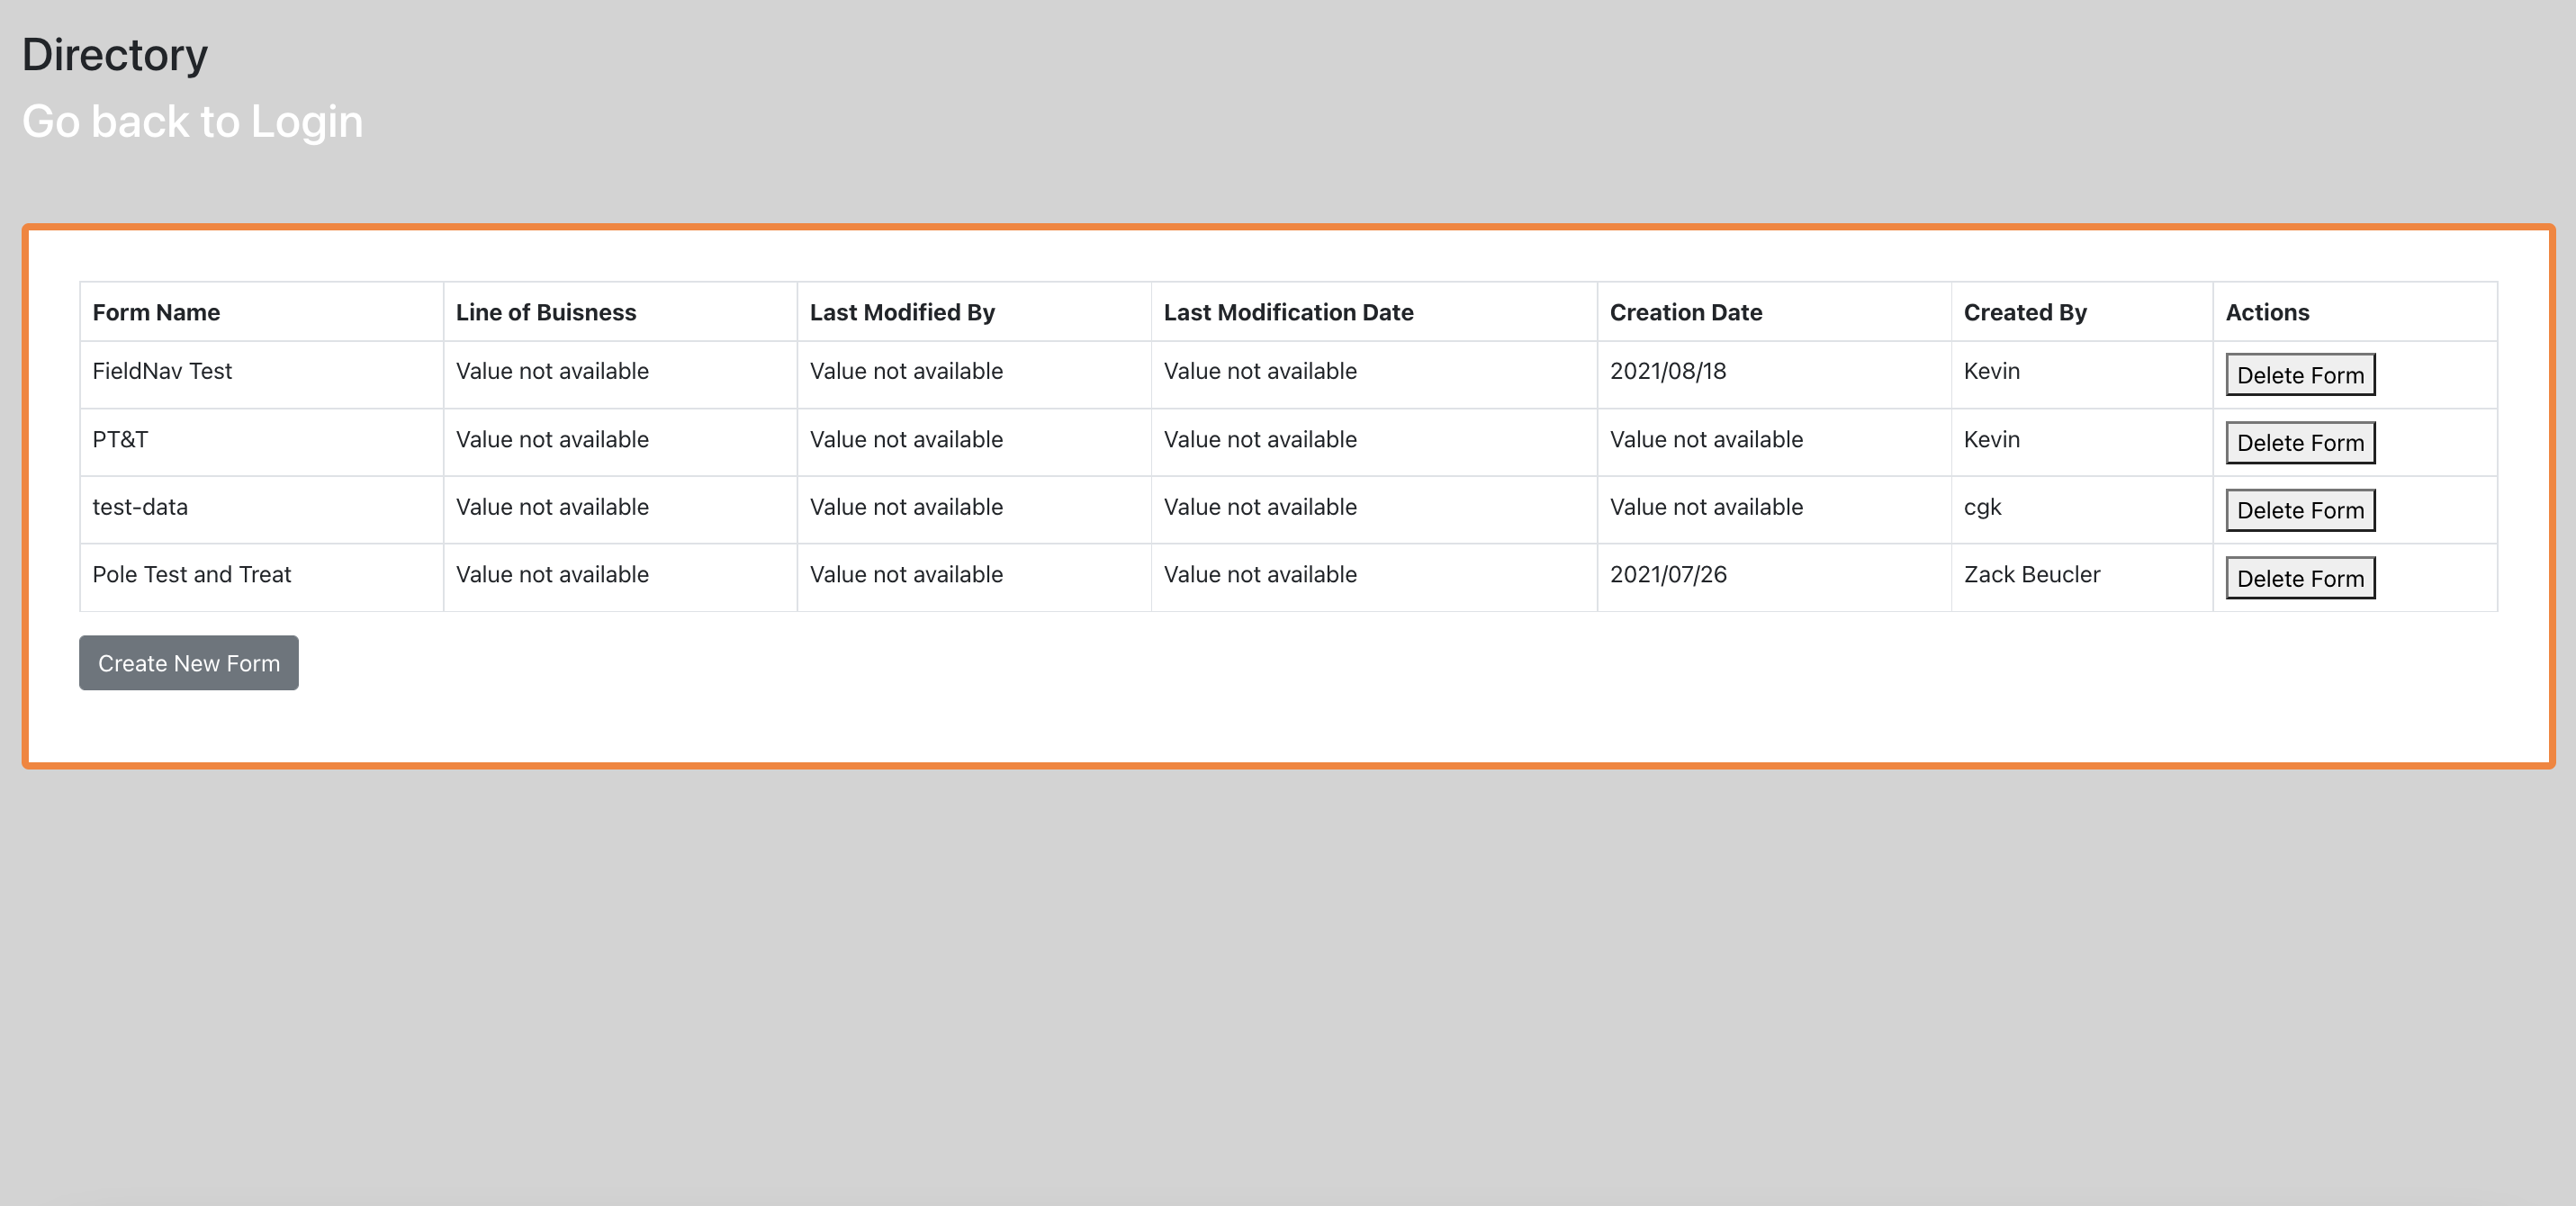 Directory
Go back to Login
Form Name Line of Buisness Last Modified By Last Modification Date Creation Date Created By Actions
FieldNav Test Value not available Value not available Value not available 2021/08/18 Kevin Delete Form
PT&T Value not available Value not available Value not available Value not available Kevin Delete Form
test-data Value not available Value not available Value not available Value not available cgk Delete Form
Pole Test and Treat Value not available Value not available Value not available 2021/07/26 Zack Beucler Delete Form
Create New Form